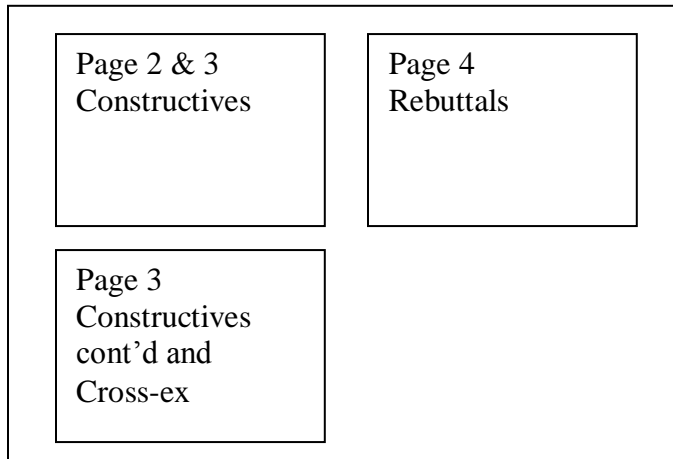 Page 2 & 3
Constructives
Page 4
Rebuttals
Page 3
Constructives
cont’d and
Cross-ex